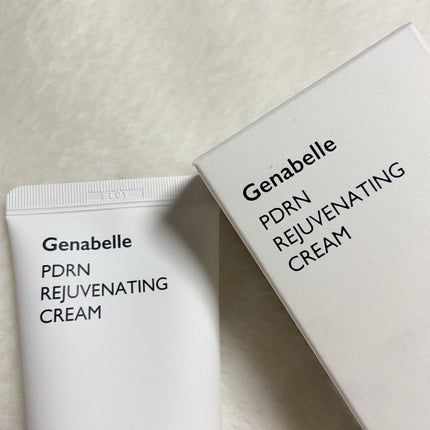 Genabelle
PDRN
REJUVENATING
CREAM
Genabelle
PDRN
REJUVENATING
CREAM